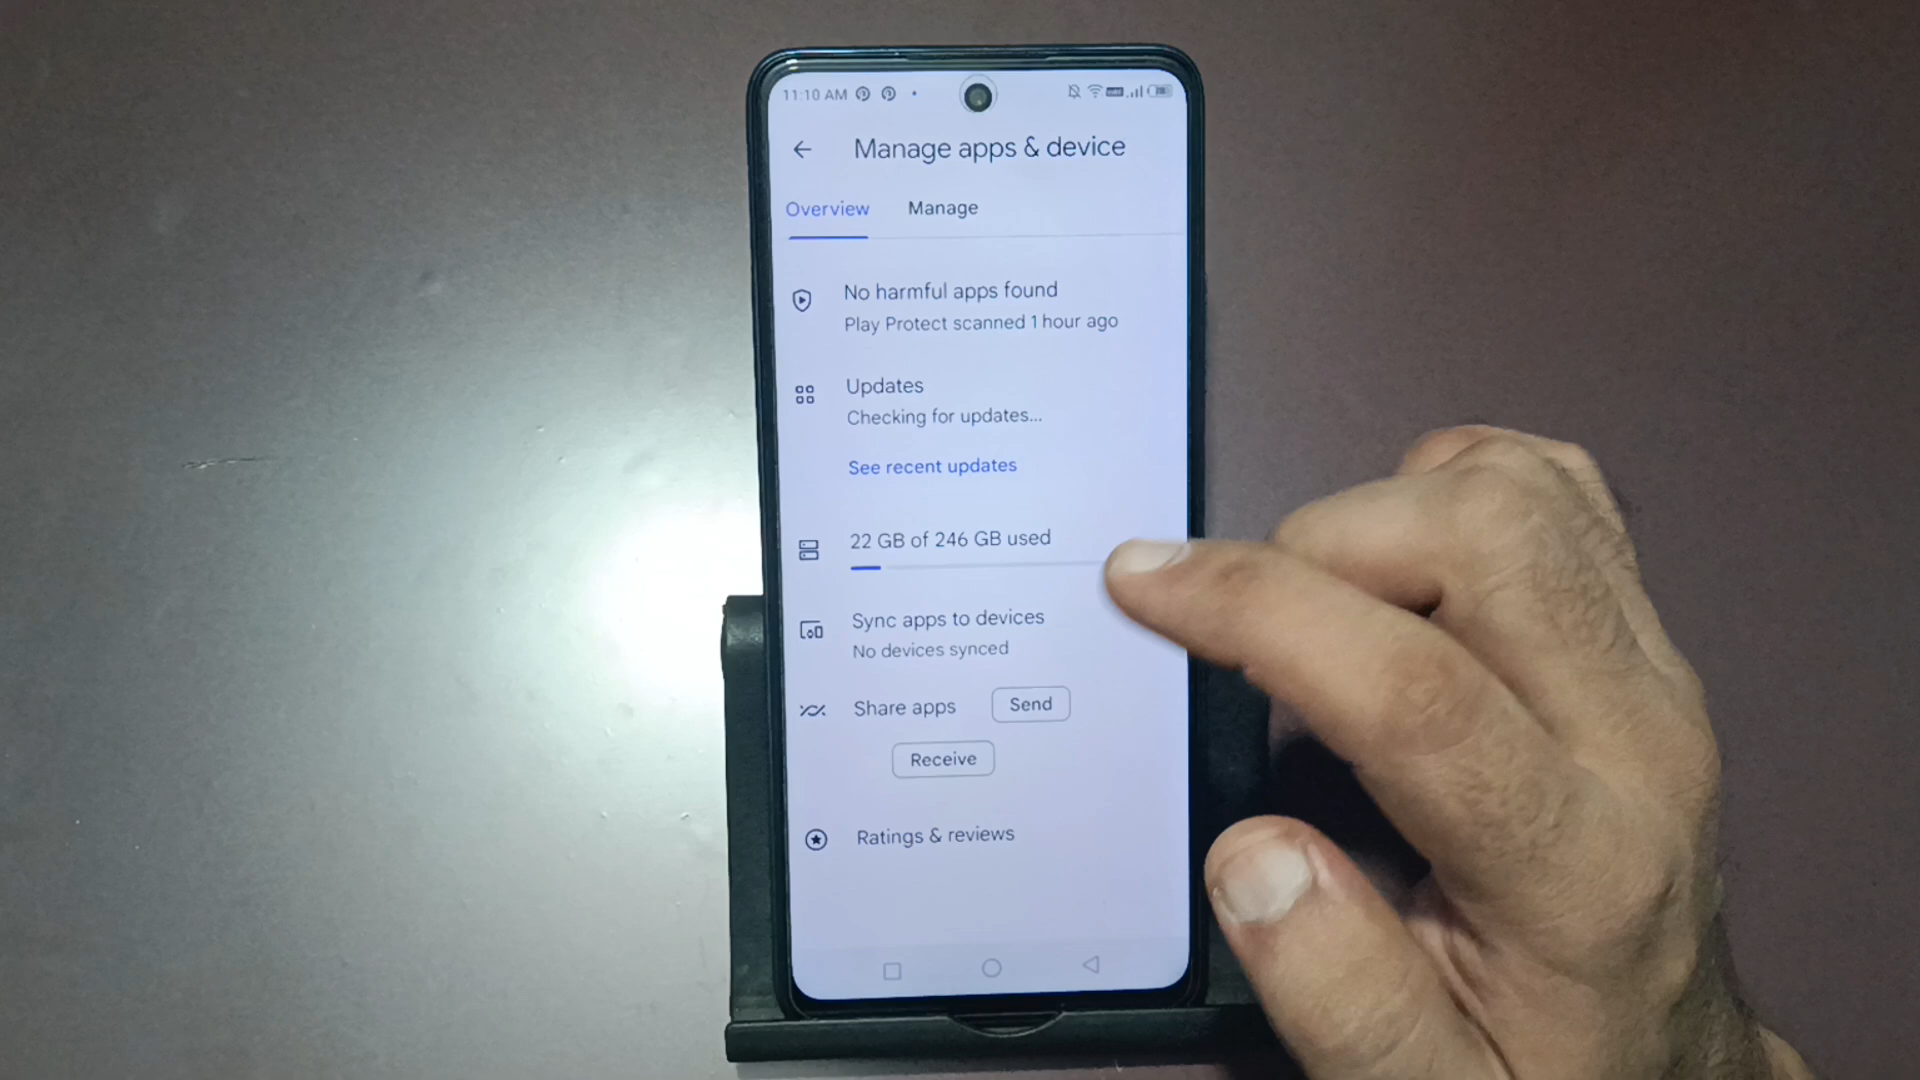 11:10 AM
Manage apps & device
Overview Manage
No harmful apps found
Play Protect scanned 1 hour ago
Updates
Checking for updates...
See recent updates
22 GB of 246 GB used
Sync apps to devices
No devices synced
Share apps Send
Receive
Ratings & reviews